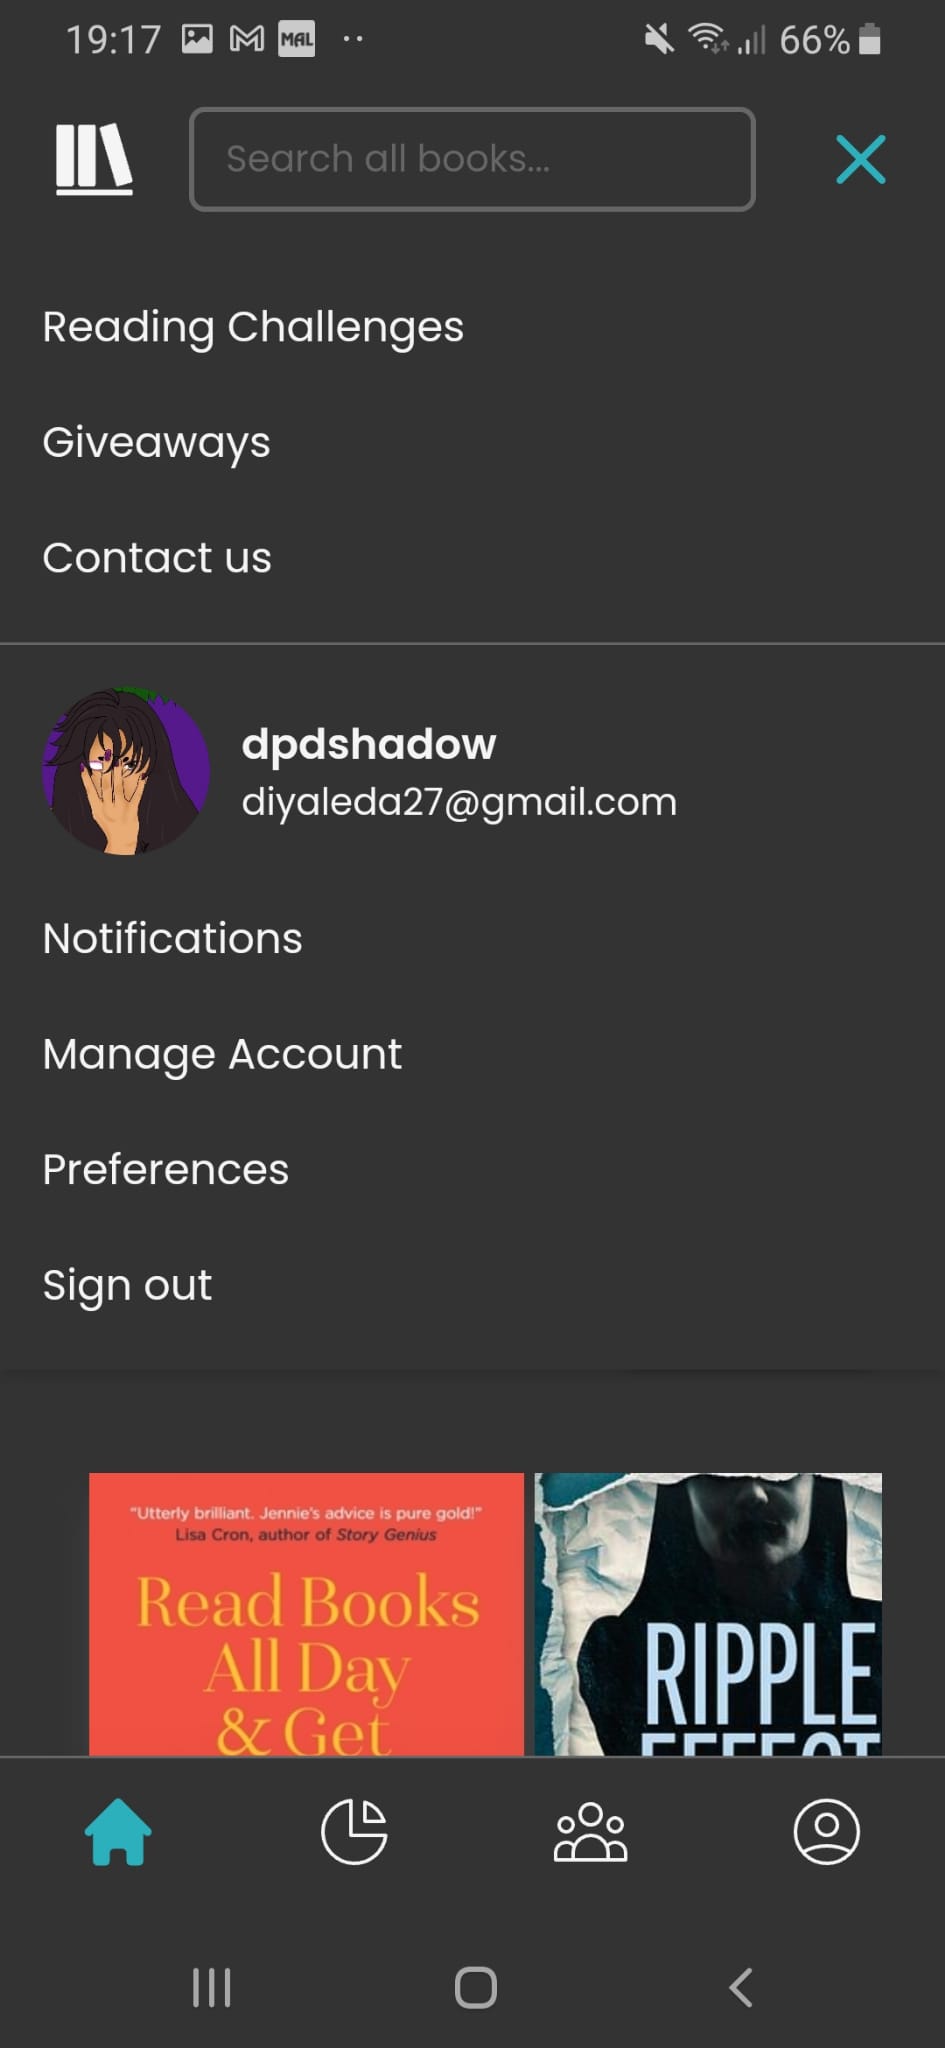 19:17 MAL 66%
Search all books...
Reading Challenges
Giveaways
Contact us
dpdshadow
diyaleda27@gmail.com
Notifications
Manage Account
Preferences
Sign out
"Utterly brilliant. Jennie's advice is pure gold!"
Lisa Cron, author of Story Genius
Read Books
All Day
& Get
RIPPLE
EFFECT